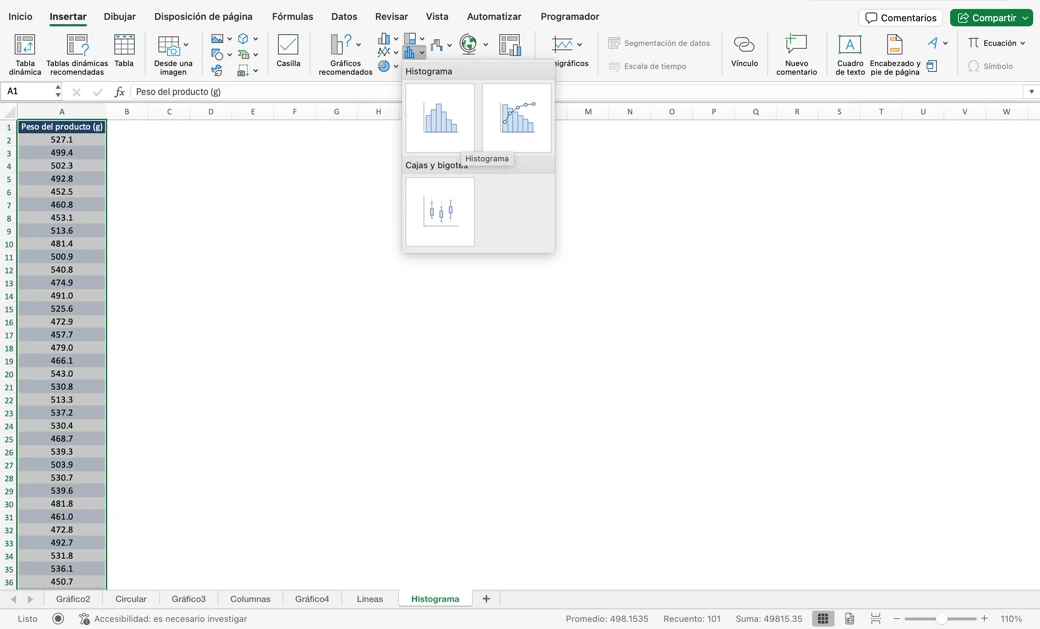 Inicio Insertar Dibujar Disposición de página Fórmulas Datos Revisar Vista Automatizar Programador Comentarios Compartir
Tabla dinámica
Tablas dinámicas recomendadas
Tabla
Desde una imagen
Casilla
Gráficos recomendados
Segmentación de datos
Escala de tiempo
Vínculo
Nuevo comentario
Cuadro de texto
Encabezado y pie de página
Ecuación
Símbolo
A1 fx Peso del producto (g)
Histograma
Histograma
Cajas y bigotes
A B C D E F G H M N O P Q R S T U V W
1 Peso del producto (g)
2 527.1
3 499.4
4 502.3
5 492.8
6 452.5
7 460.8
8 453.1
9 513.6
10 481.4
11 500.9
12 540.8
13 474.9
14 491.0
15 525.6
16 472.9
17 457.7
18 479.0
19 466.1
20 543.0
21 530.8
22 513.3
23 537.2
24 530.4
25 468.7
26 539.3
27 503.9
28 530.7
29 539.6
30 481.8
31 461.0
32 472.8
33 492.7
34 531.8
35 536.1
36 450.7
Gráfico2 Circular Gráfico3 Columnas Gráfico4 Lineas Histograma +
Listo Accesibilidad: es necesario investigar Promedio: 498.1535 Recuento: 101 Suma: 49815.35 − + 110%